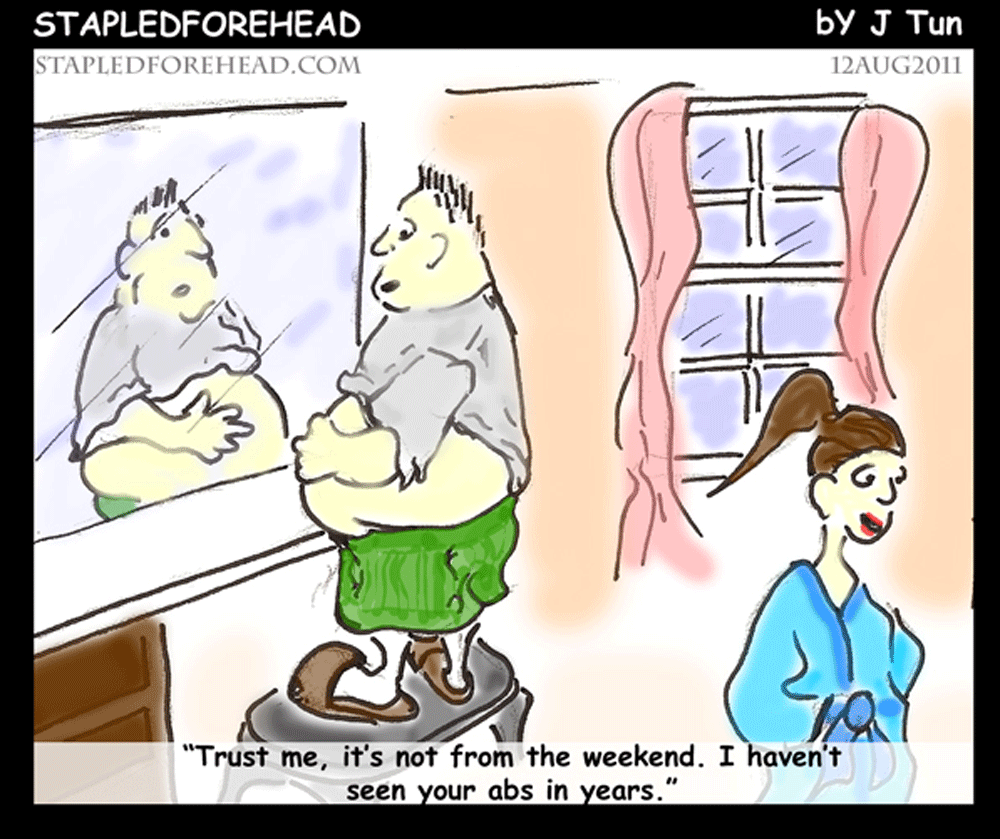 STAPLEDFOREHEAD bY J Tun
STAPLEDFOREHEAD.COM 12AUG2011
“Trust me, it's not from the weekend. I haven't
seen your abs in years.”